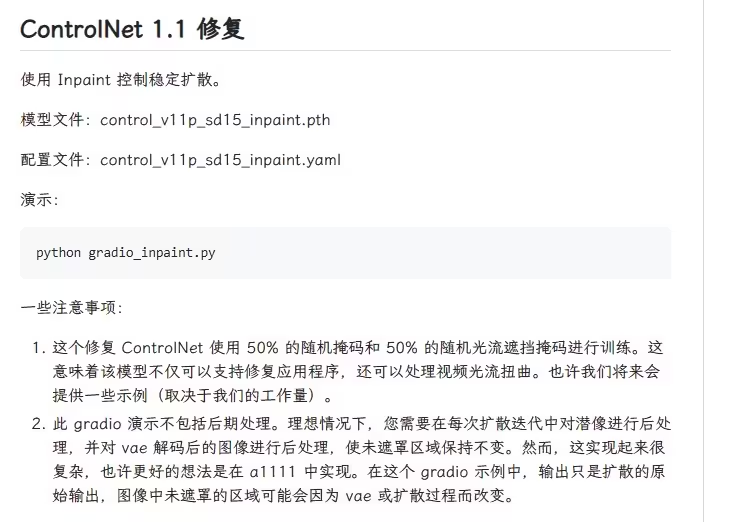 ControlNet 1.1 修复
使用 Inpaint 控制稳定扩散。
模型文件：control_v11p_sd15_inpaint.pth
配置文件：control_v11p_sd15_inpaint.yaml
演示：
python gradio_inpaint.py
一些注意事项：
1. 这个修复 ControlNet 使用 50% 的随机掩码和 50% 的随机光流遮挡掩码进行训练。这
意味着该模型不仅可以支持修复应用程序，还可以处理视频光流扭曲。也许我们将来会
提供一些示例（取决于我们的工作量）。
2. 此 gradio 演示不包括后期处理。理想情况下，您需要在每次扩散迭代中对潜像进行后处
理，并对 vae 解码后的图像进行后处理，使未遮罩区域保持不变。然而，这实现起来很
复杂，也许更好的想法是在 a1111 中实现。在这个 gradio 示例中，输出只是扩散的原
始输出，图像中未遮罩的区域可能会因为 vae 或扩散过程而改变。